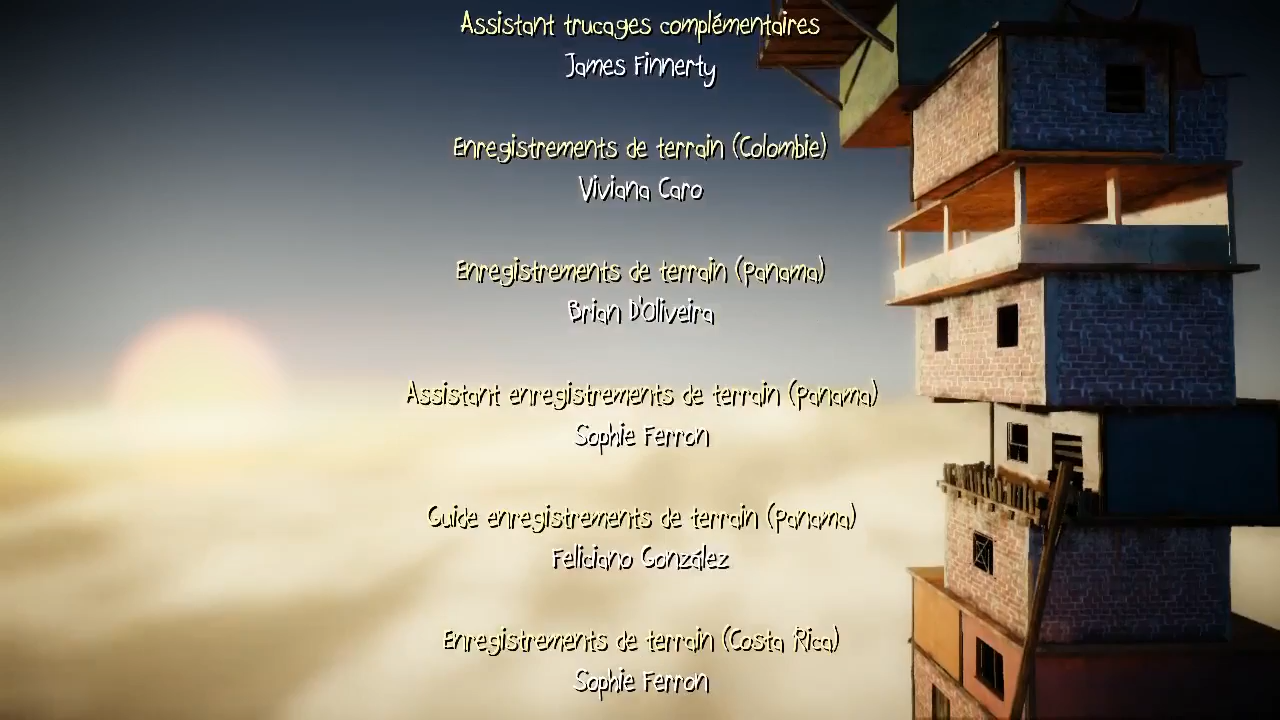 Assistant trucages complémentaires
James Finnerty
Enregistrements de terrain (Colombie)
Viviana Caro
Enregistrements de terrain (Panama)
Brian D'Oliveira
Assistant enregistrements de terrain (Panama)
Sophie Ferron
Guide enregistrements de terrain (Panama)
Feliciano González
Enregistrements de terrain (Costa Rica)
Sophie Ferron